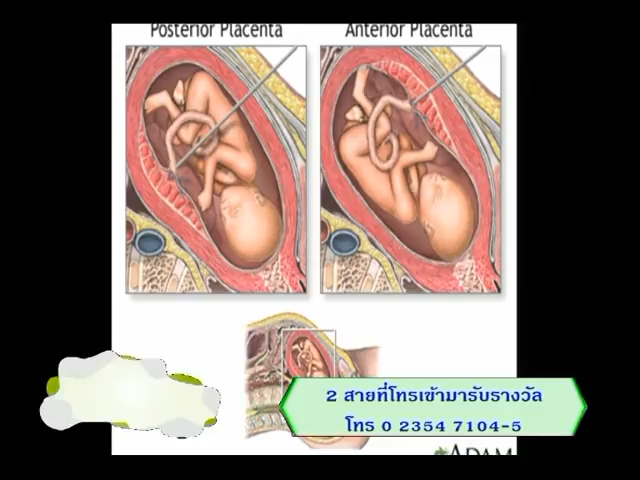 Posterior Placenta
Anterior Placenta
2 สายที่โทรเข้ามารับรางวัล
โทร 0 2354 7104-5
ADAM